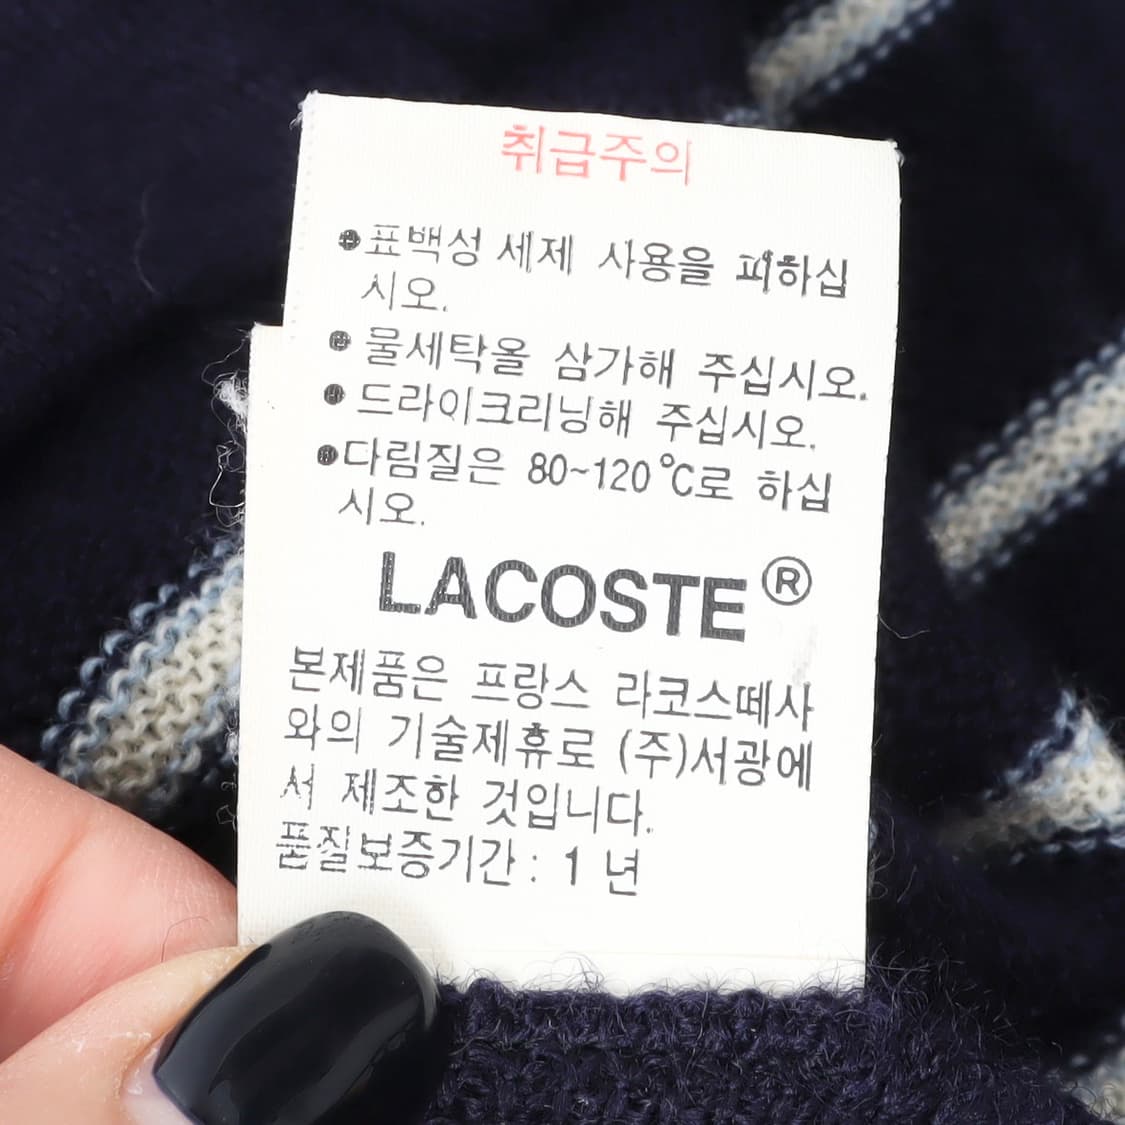 취급주의
●표백성 세제 사용을 피하십
시오.
●물세탁올 삼가해 주십시오.
●드라이크리닝해 주십시오.
●다림질은 80~120℃로 하십
시오.
LACOSTE®
본제품은 프랑스 라코스떼사
와의 기술제휴로 (주)서광에
서 제조한 것입니다.
품질보증기간 : 1 년